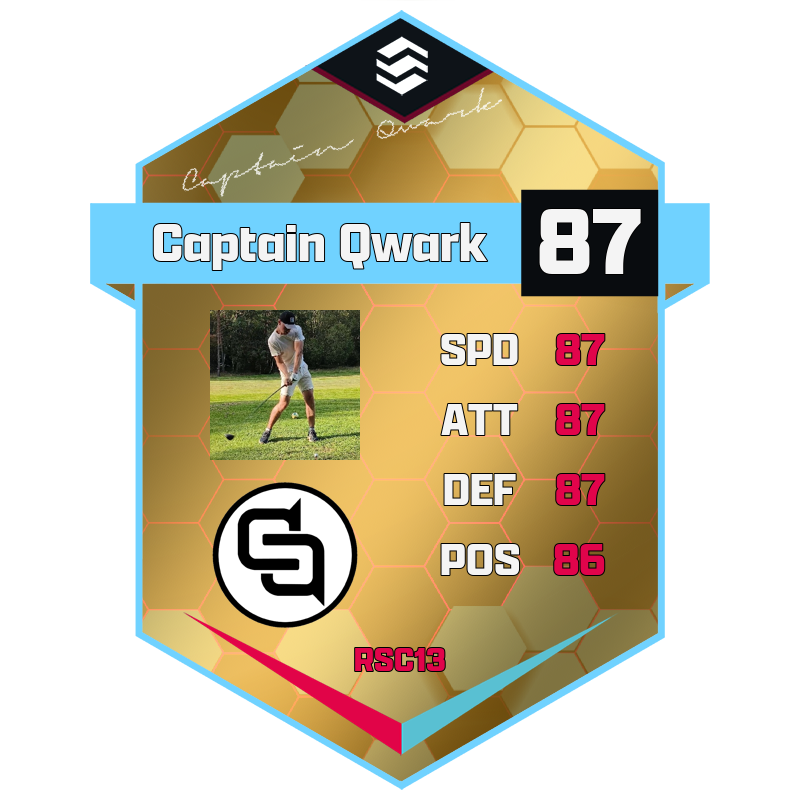 Captain Qwark
Captain Qwark 87
SPD 87
ATT 87
DEF 87
POS 86
RSC13